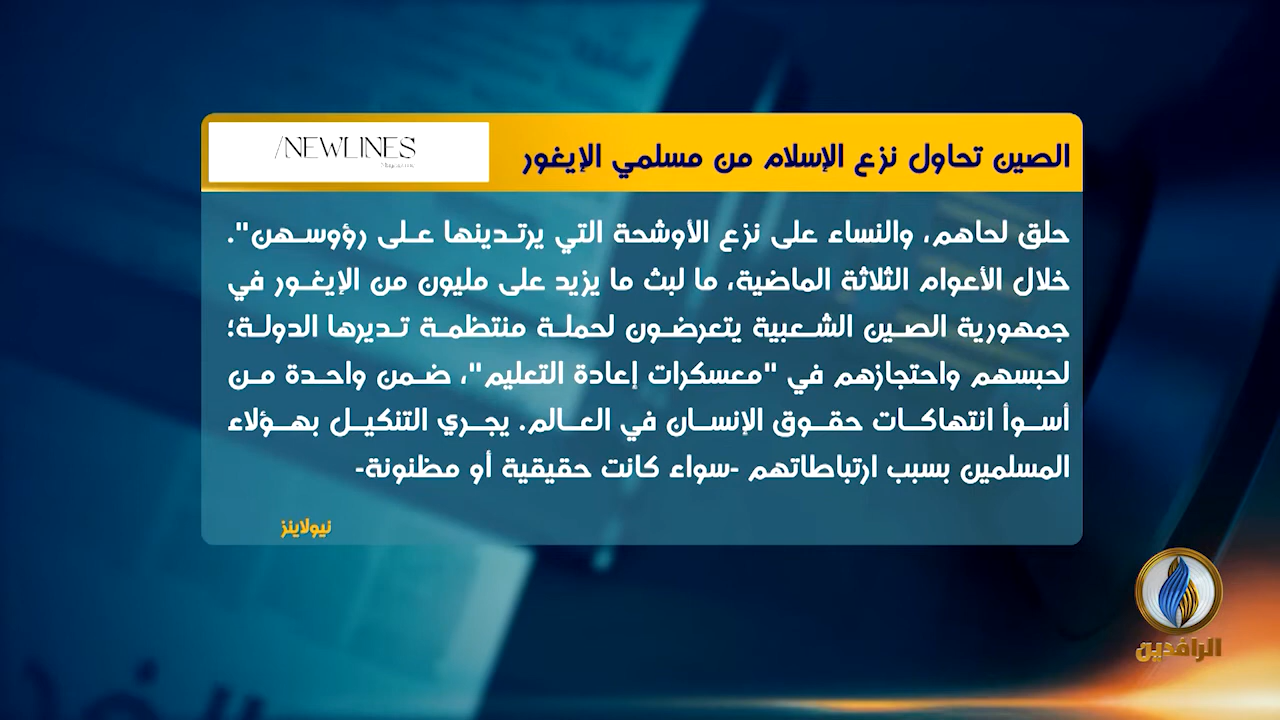 الصين تحاول نزع الإسلام من مسلمي الإيغور
/NEWLINES
حلق لحاهم، والنساء على نزع الأوشحة التي يرتدينها على رؤوسهن".
خلال الأعوام الثلاثة الماضية، ما لبث ما يزيد على مليون من الإيغور في
جمهورية الصين الشعبية يتعرضون لحملة منتظمة تديرها الدولة؛
لحبسهم واحتجازهم في "معسكرات إعادة التعليم"، ضمن واحدة من
أسوأ انتهاكات حقوق الإنسان في العالم. يجري التنكيل بهؤلاء
المسلمين بسبب ارتباطاتهم -سواء كانت حقيقية أو مظنونة-
نيولاينز
الرافدين